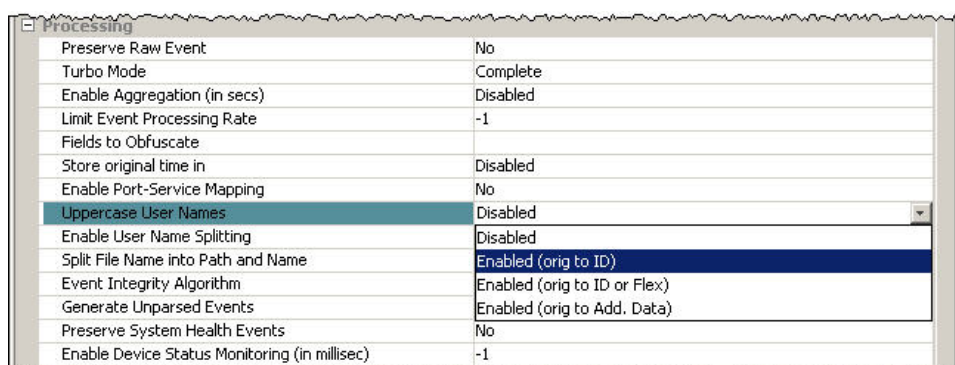 Processing
Preserve Raw Event No
Turbo Mode Complete
Enable Aggregation (in secs) Disabled
Limit Event Processing Rate -1
Fields to Obfuscate
Store original time in Disabled
Enable Port-Service Mapping No
Uppercase User Names Disabled
Enable User Name Splitting Disabled
Split File Name into Path and Name Enabled (orig to ID)
Event Integrity Algorithm Enabled (orig to ID or Flex)
Generate Unparsed Events Enabled (orig to Add. Data)
Preserve System Health Events No
Enable Device Status Monitoring (in millisec) -1